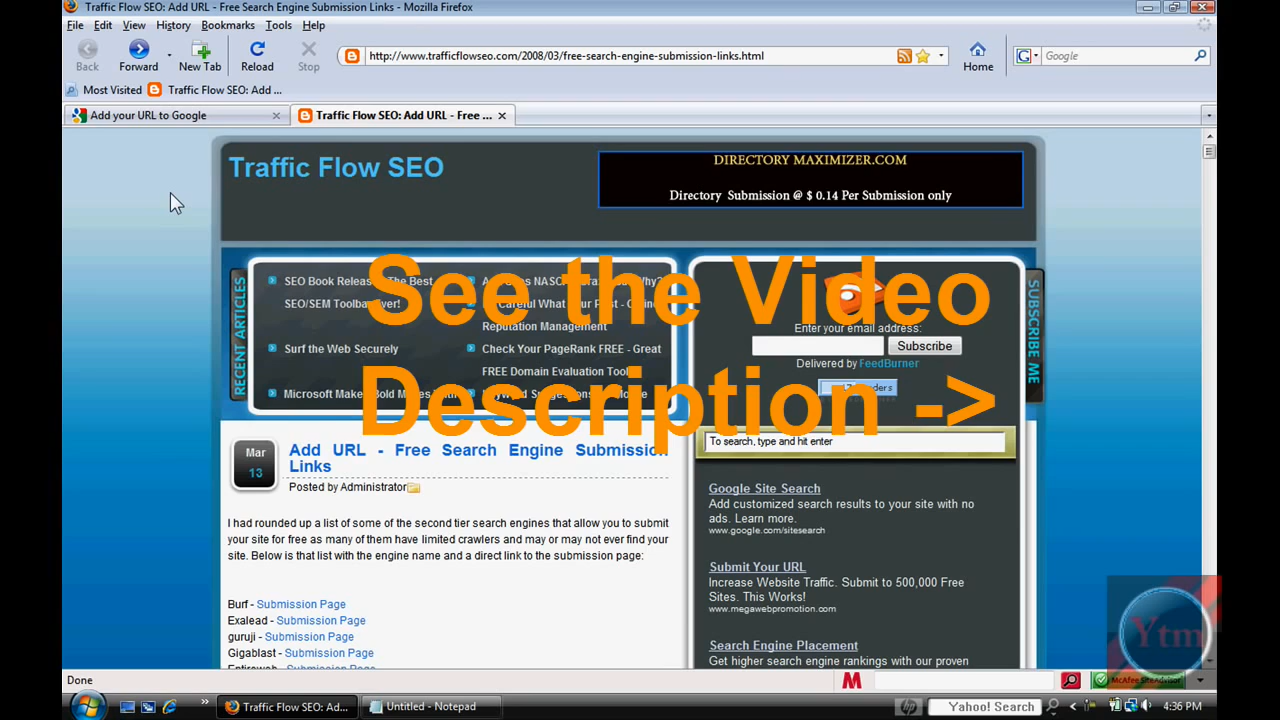 Traffic Flow SEO: Add URL - Free Search Engine Submission Links - Mozilla Firefox
File Edit View History Bookmarks Tools Help
http://www.trafficflowseo.com/2008/03/free-search-engine-submission-links.html
Google
Back Forward New Tab Reload Stop Home
Most Visited Traffic Flow SEO: Add ...
Add your URL to Google Traffic Flow SEO: Add URL - Free ...
Traffic Flow SEO
DIRECTORY MAXIMIZER.COM
Directory Submission @ $ 0.14 Per Submission only
See the Video
Description ->
RECENT ARTICLES
SEO/SEM Toolbar
Reputation Management
Surf the Web Securely
Check Your PageRank FREE - Great
FREE Domain Evaluation Tool
SUBSCRIBE ME
Enter your email address:
Subscribe
Delivered by FeedBurner
To search, type and hit enter
Mar
13
Add URL - Free Search Engine Submission
Links
Posted by Administrator
I had rounded up a list of some of the second tier search engines that allow you to submit
your site for free as many of them have limited crawlers and may or may not ever find your
site. Below is that list with the engine name and a direct link to the submission page:
Burf - Submission Page
Exalead - Submission Page
guruji - Submission Page
Gigablast - Submission Page
Entireweb - Submission Page
Google Site Search
Add customized search results to your site with no
ads. Learn more.
www.google.com/sitesearch
Submit Your URL
Increase Website Traffic. Submit to 500,000 Free
Sites. This Works!
www.megawebpromotion.com
Search Engine Placement
Get higher search engine rankings with our proven
Ytm
Done
McAfee SiteAdvisor
Traffic Flow SEO: Ad...
Untitled - Notepad
Yahoo! Search
4:36 PM